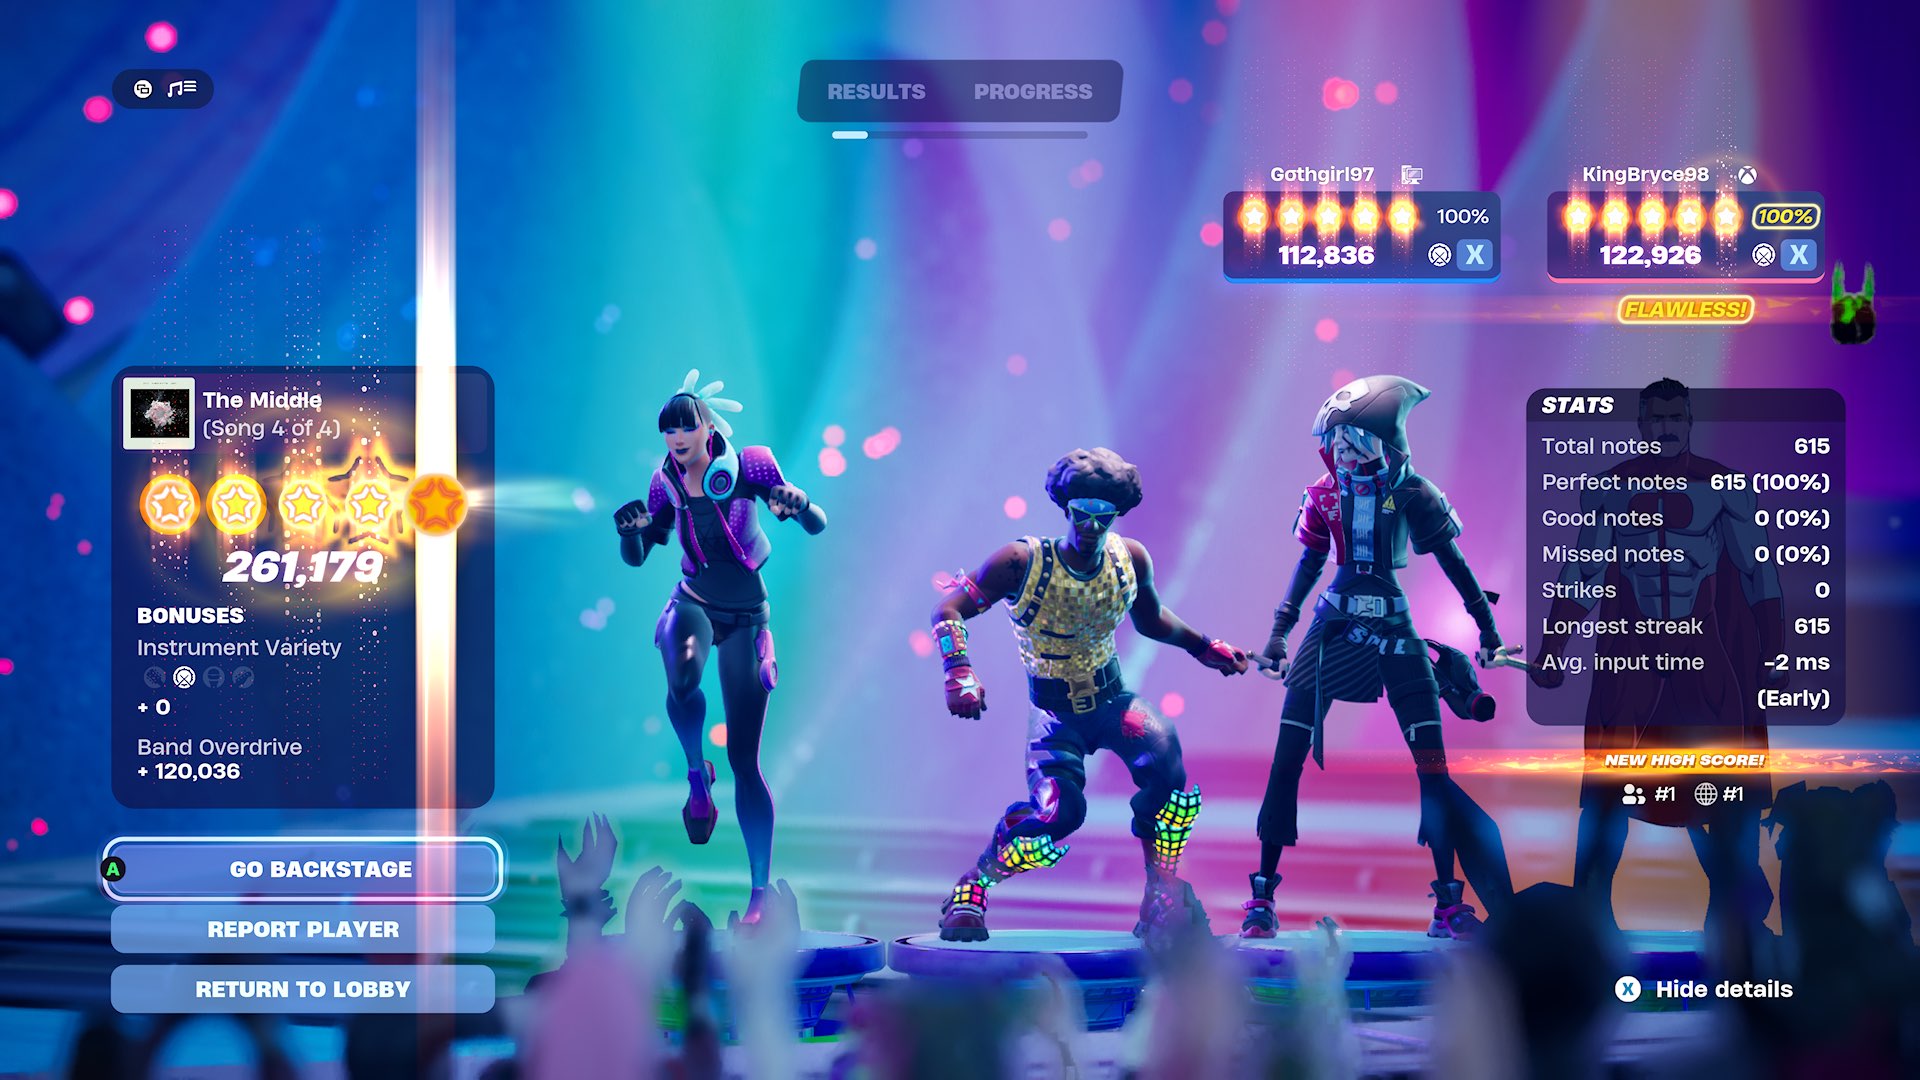 RESULTS PROGRESS
Gothgirl97
100%
112,836 X
KingBryce98
100%
122,926 X
FLAWLESS!
The Middle
(Song 4 of 4)
261,179
BONUSES
Instrument Variety
+ 0
Band Overdrive
+ 120,036
A GO BACKSTAGE
REPORT PLAYER
RETURN TO LOBBY
STATS
Total notes 615
Perfect notes 615 (100%)
Good notes 0 (0%)
Missed notes 0 (0%)
Strikes 0
Longest streak 615
Avg. input time -2 ms
(Early)
NEW HIGH SCORE!
#1 #1
X Hide details